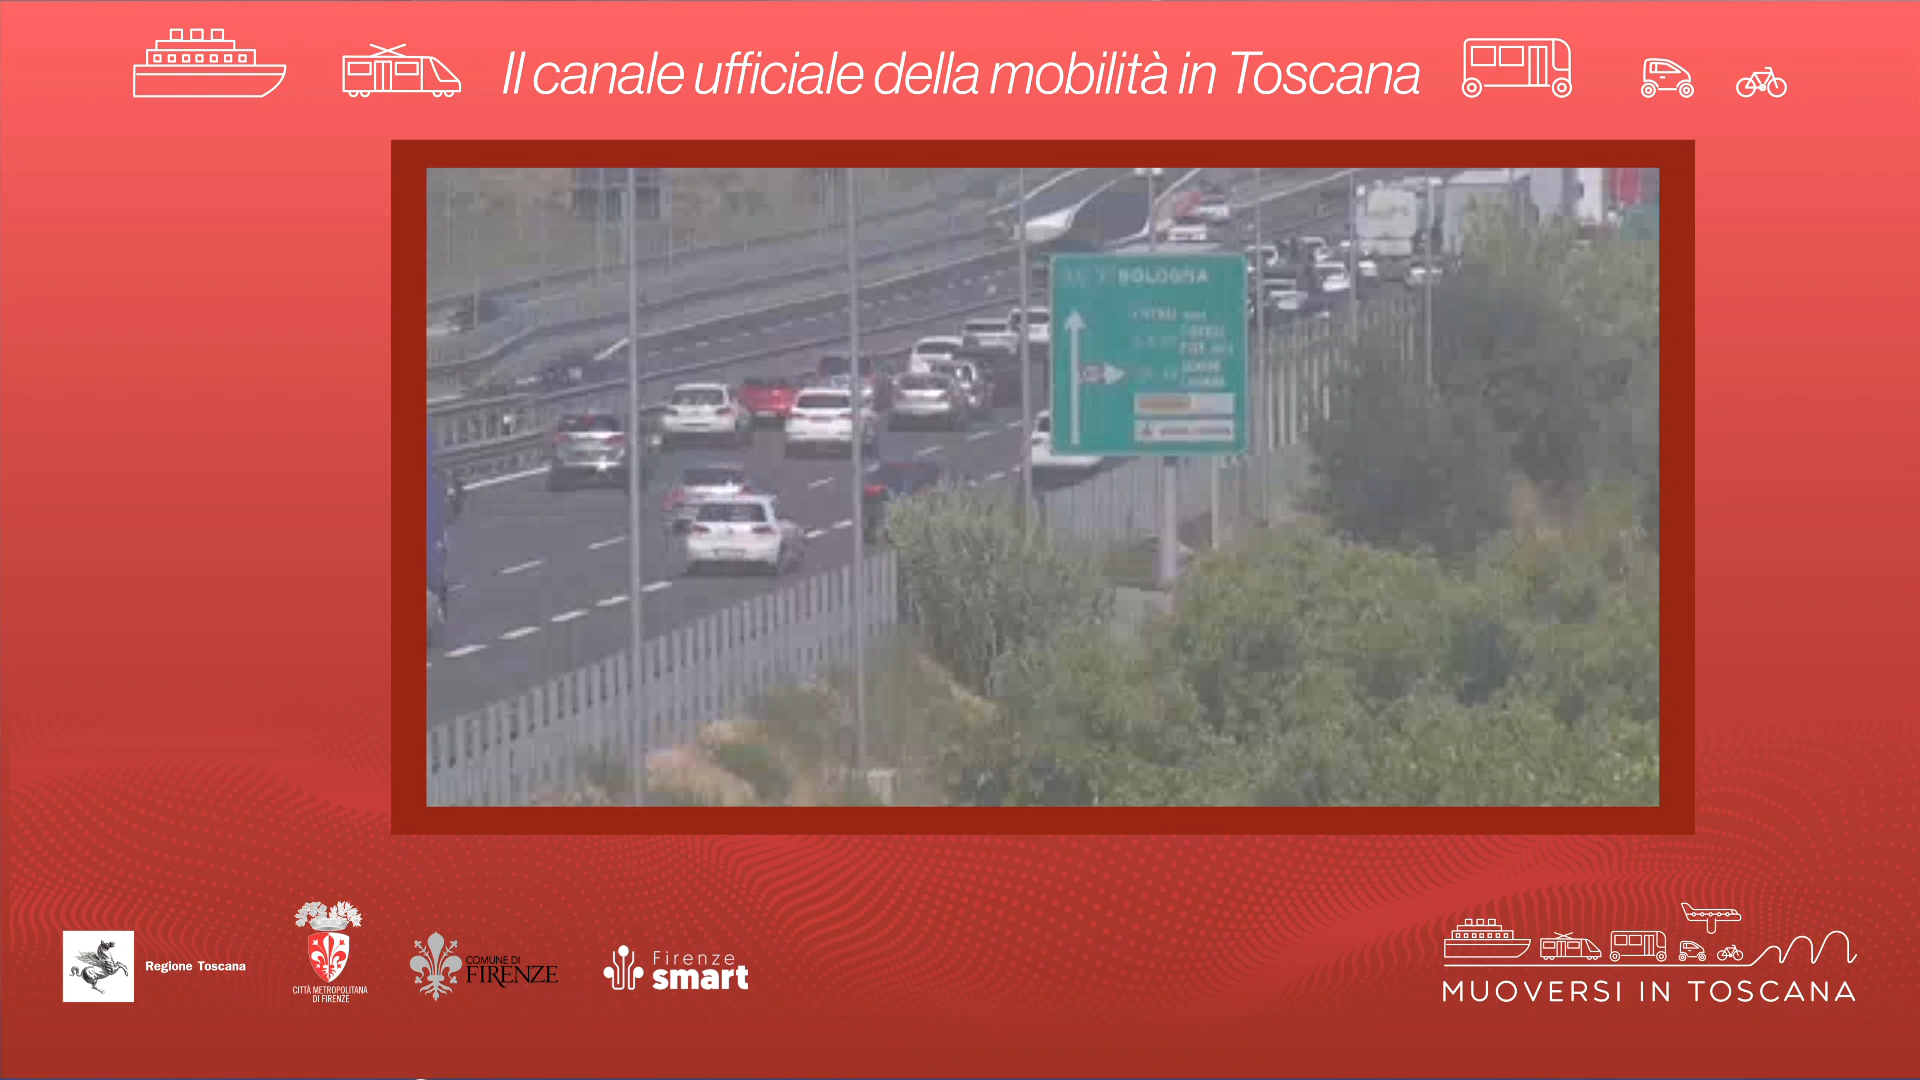 Il canale ufficiale della mobilità in Toscana
BOLOGNA
Regione Toscana
CITTÀ METROPOLITANA
DI FIRENZE
COMUNE DI
FIRENZE
Firenze
smart
MUOVERSI IN TOSCANA